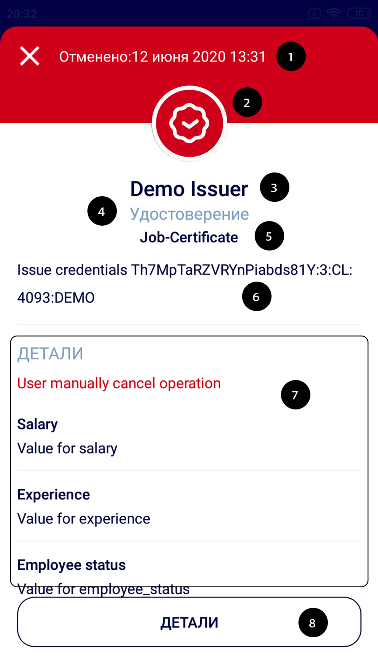 20:32
10
Отменено:12 июня 2020 13:31
1
2
Demo Issuer
3
4
Удостоверение
Job-Certificate
5
Issue credentials Th7MpTaRZVRYnPiabds81Y:3:CL:
4093:DEMO
6
ДЕТАЛИ
User manually cancel operation
7
Salary
Value for salary
Experience
Value for experience
Employee status
Value for employee_status
ДЕТАЛИ
8